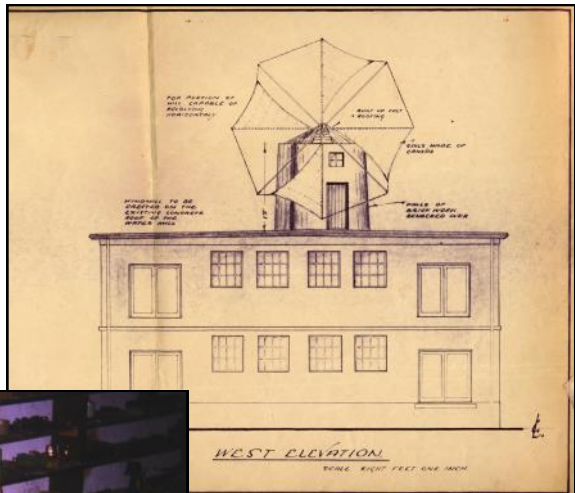 TOP PORTION OF
MILL CAPABLE OF
REVOLVING
HORIZONTALLY
BUILT UP FELT
ROOFING
SAILS MADE OF
CANVAS
WINDMILL TO BE
ERECTED ON THE
EXISTING CONCRETE
ROOF OF THE
WATER MILL
WALLS OF
BRICK WORK
RENDERED OVER
WEST ELEVATION
SCALE EIGHT FEET ONE INCH